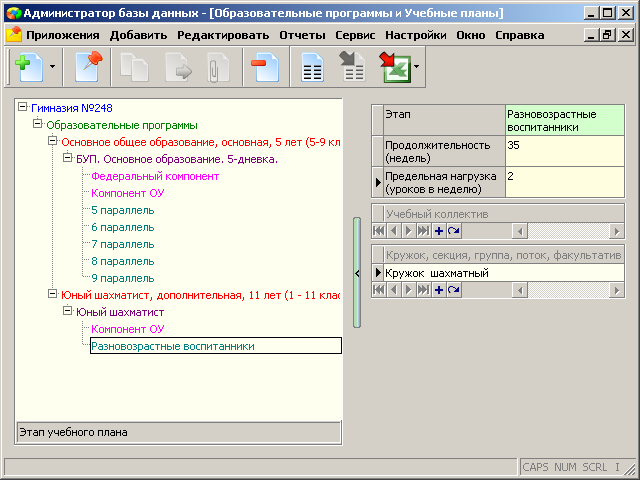 Администратор базы данных - [Образовательные программы и Учебные планы]
Приложения Добавить Редактировать Отчеты Сервис Настройки Окно Справка
Гимназия №248
Образовательные программы
Основное общее образование, основная, 5 лет (5-9 кл
БУП. Основное образование. 5-дневка.
Федеральный компонент
Компонент ОУ
5 параллель
6 параллель
7 параллель
8 параллель
9 параллель
Юный шахматист, дополнительная, 11 лет (1 - 11 клас
Юный шахматист
Компонент ОУ
Разновозрастные воспитанники
Этап учебного плана
Этап Разновозрастные
воспитанники
Продолжительность 35
(недель)
Предельная нагрузка 2
(уроков в неделю)
Учебный коллектив
Кружок, секция, группа, поток, факультатив
Кружок шахматный
CAPS NUM SCRL I